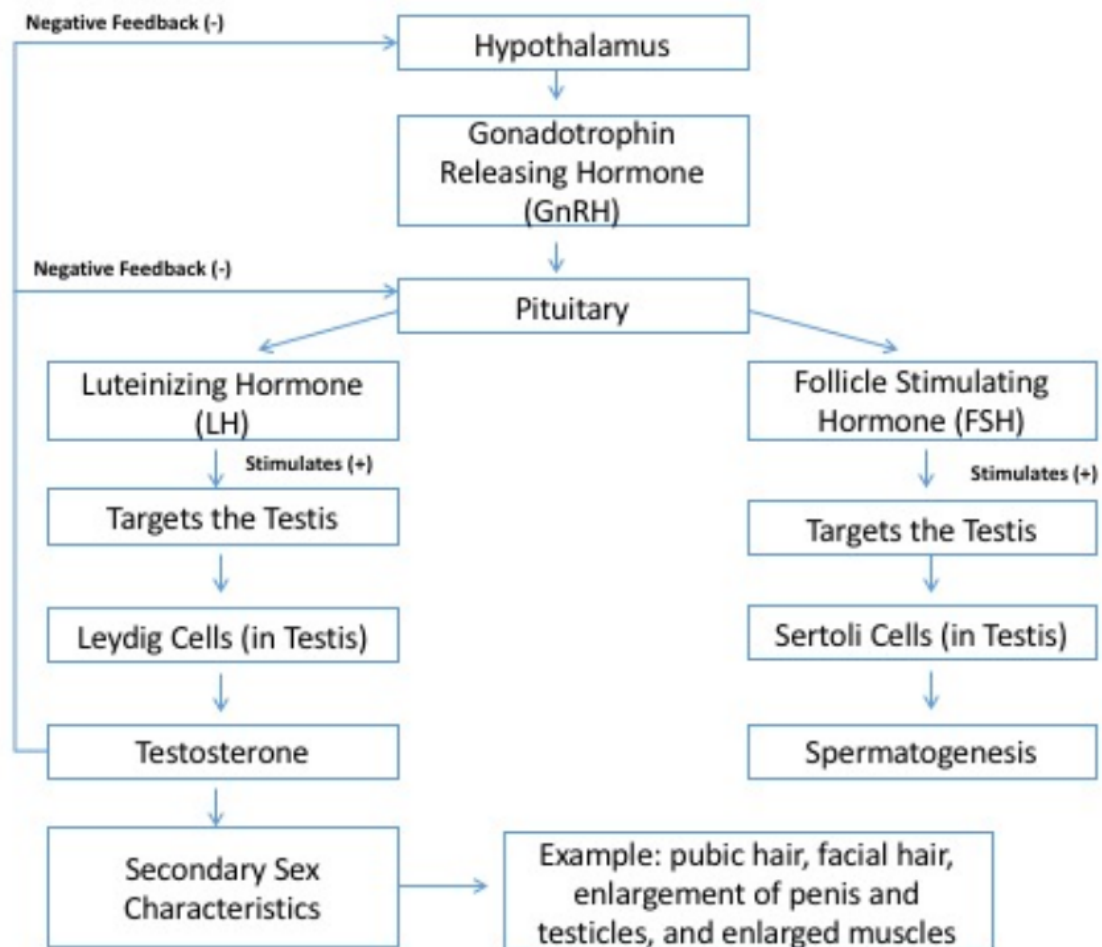 Negative Feedback (-)
Hypothalamus
Gonadotrophin
Releasing Hormone
(GnRH)
Negative Feedback (-)
Pituitary
Luteinizing Hormone
(LH)
Follicle Stimulating
Hormone (FSH)
Stimulates (+)
Stimulates (+)
Targets the Testis
Targets the Testis
Leydig Cells (in Testis)
Sertoli Cells (in Testis)
Testosterone
Spermatogenesis
Secondary Sex
Characteristics
Example: pubic hair, facial hair,
enlargement of penis and
testicles, and enlarged muscles